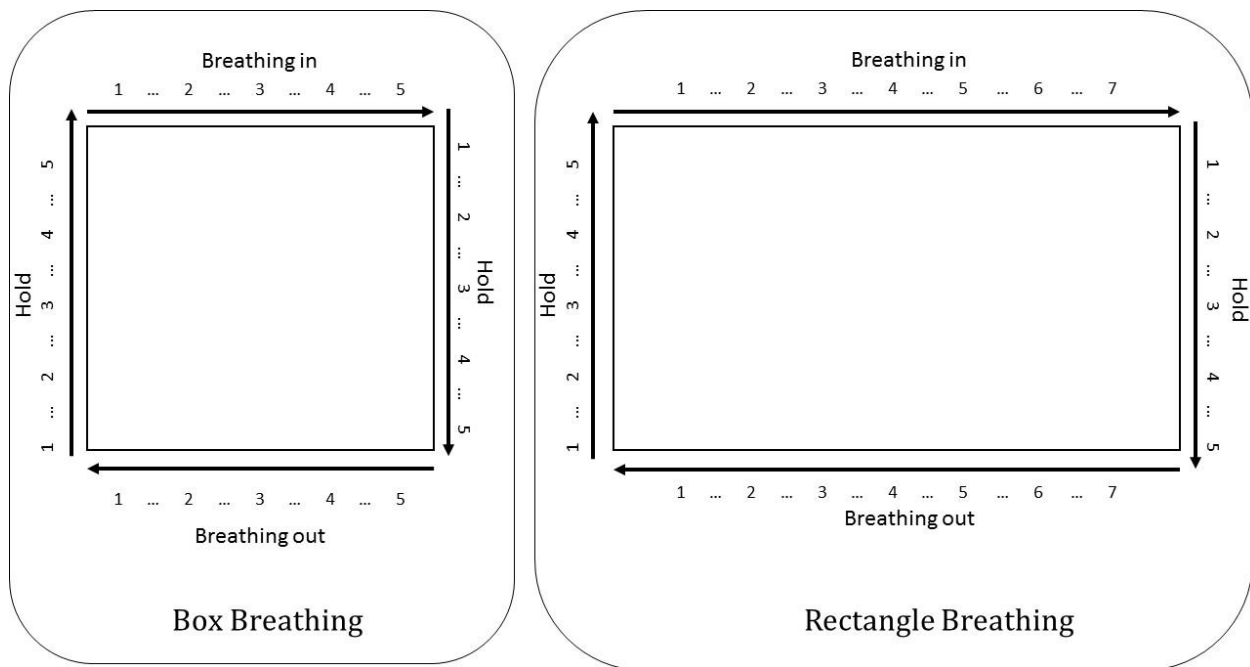 Breathing in
1 ... 2 ... 3 ... 4 ... 5
Hold
1 ... 2 ... 3 ... 4 ... 5
Hold
1 ... 2 ... 3 ... 4 ... 5
1 ... 2 ... 3 ... 4 ... 5
Breathing out
Box Breathing
Breathing in
1 ... 2 ... 3 ... 4 ... 5 ... 6 ... 7
Hold
1 ... 2 ... 3 ... 4 ... 5
Hold
1 ... 2 ... 3 ... 4 ... 5
1 ... 2 ... 3 ... 4 ... 5 ... 6 ... 7
Breathing out
Rectangle Breathing